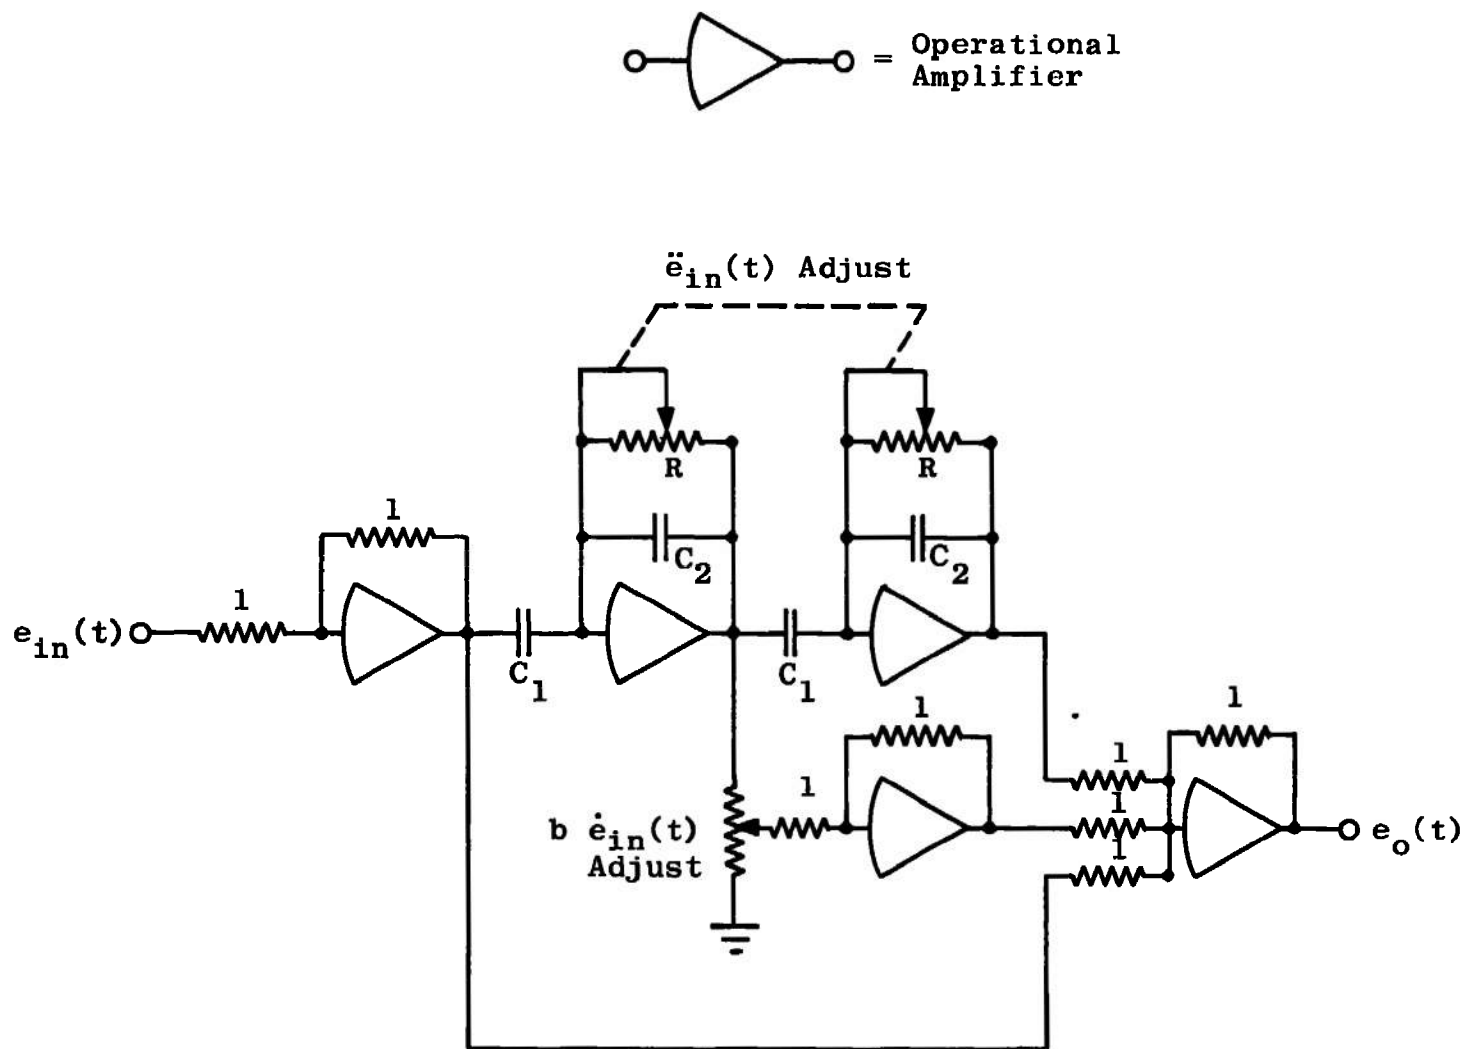 = Operational
Amplifier
ë_in(t) Adjust
R
R
1
C_2
C_2
1
e_in(t)
C_1
C_1
1
1
1
1
b ė_in(t)
Adjust
1
e_o(t)
1